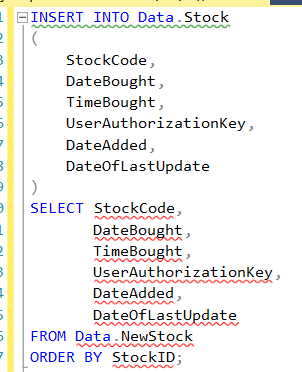 INSERT INTO Data.Stock
(
StockCode,
DateBought,
TimeBought,
UserAuthorizationKey,
DateAdded,
DateOfLastUpdate
)
SELECT StockCode,
DateBought,
TimeBought,
UserAuthorizationKey,
DateAdded,
DateOfLastUpdate
FROM Data.NewStock
ORDER BY StockID;